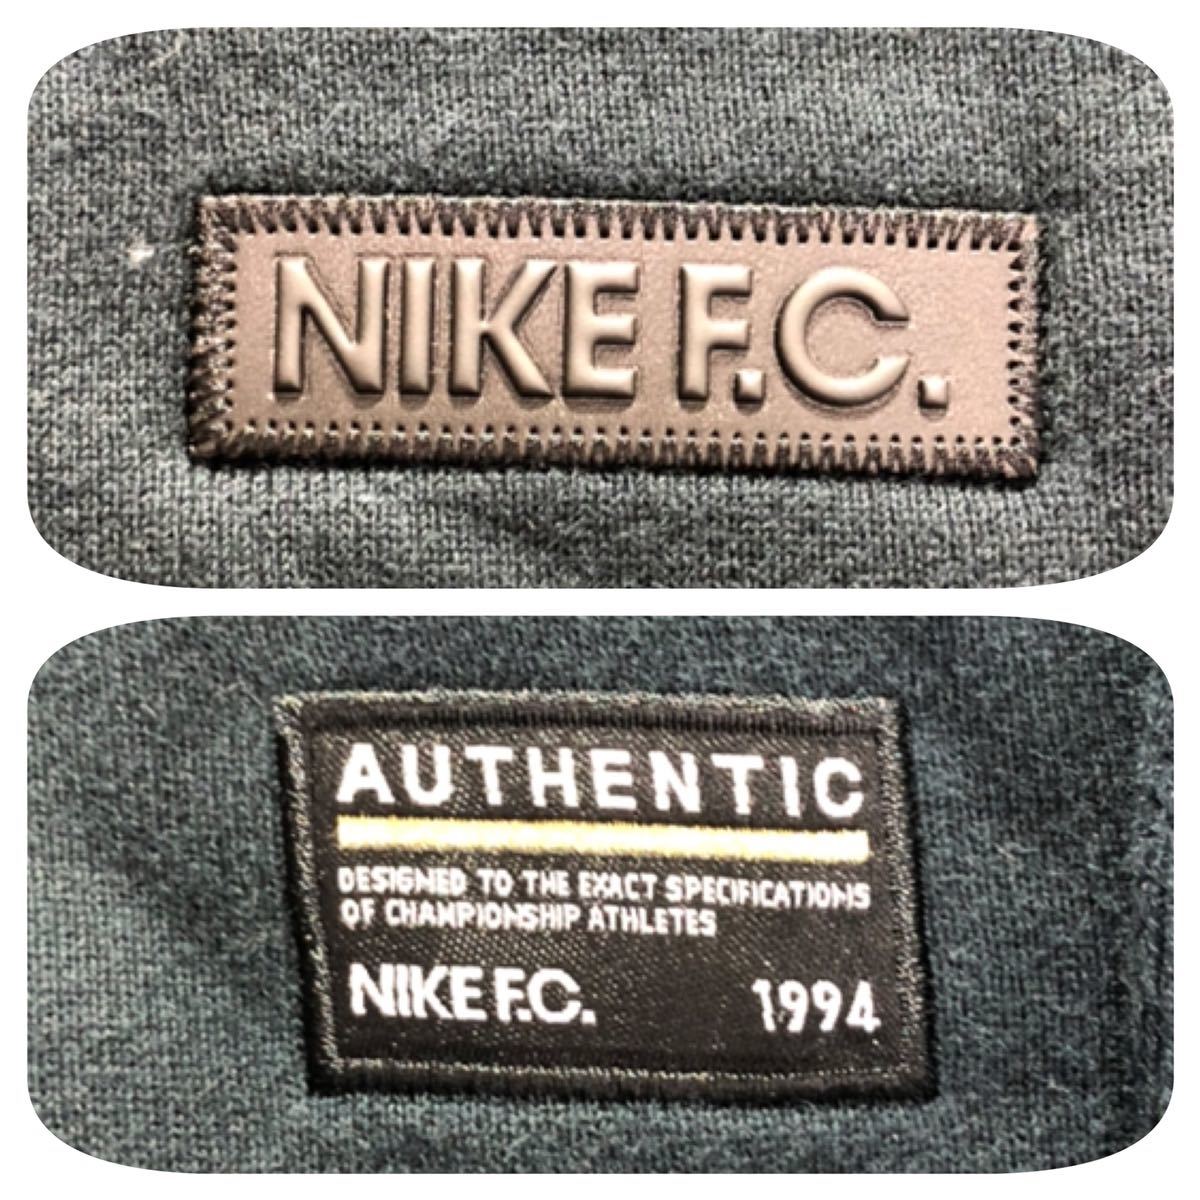 NIKE F.C.
AUTHENTIC
DESIGNED TO THE EXACT SPECIFICATIONS
OF CHAMPIONSHIP ATHLETES
NIKE F.C. 1994